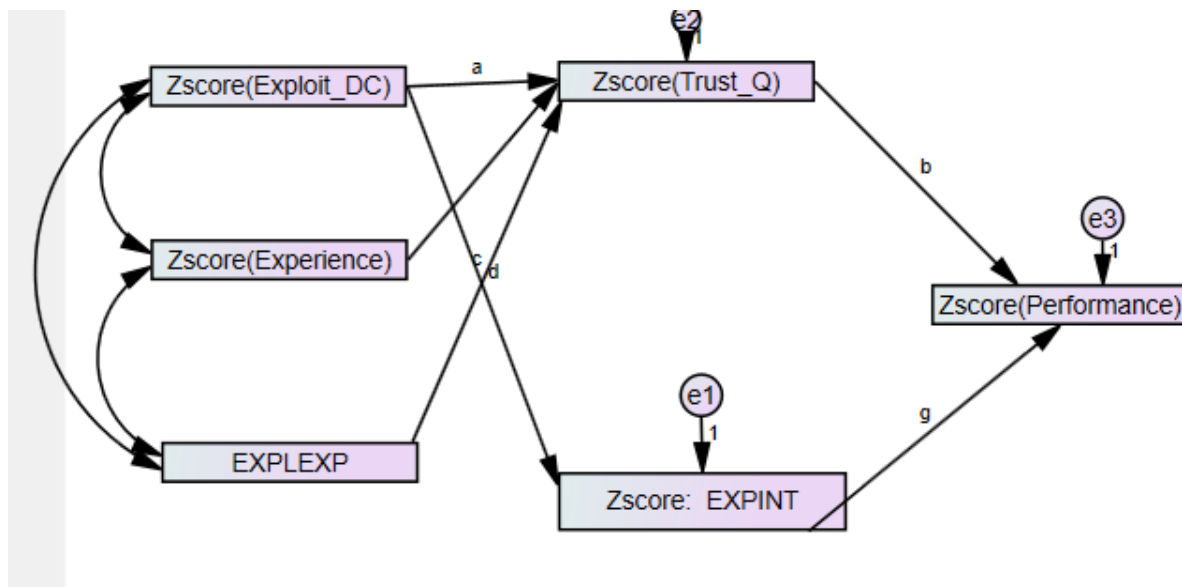 e2
1
Zscore(Exploit_DC)
a
Zscore(Trust_Q)
b
e3
1
Zscore(Experience)
c
d
Zscore(Performance)
e1
1
g
EXPLEXP
Zscore: EXPINT